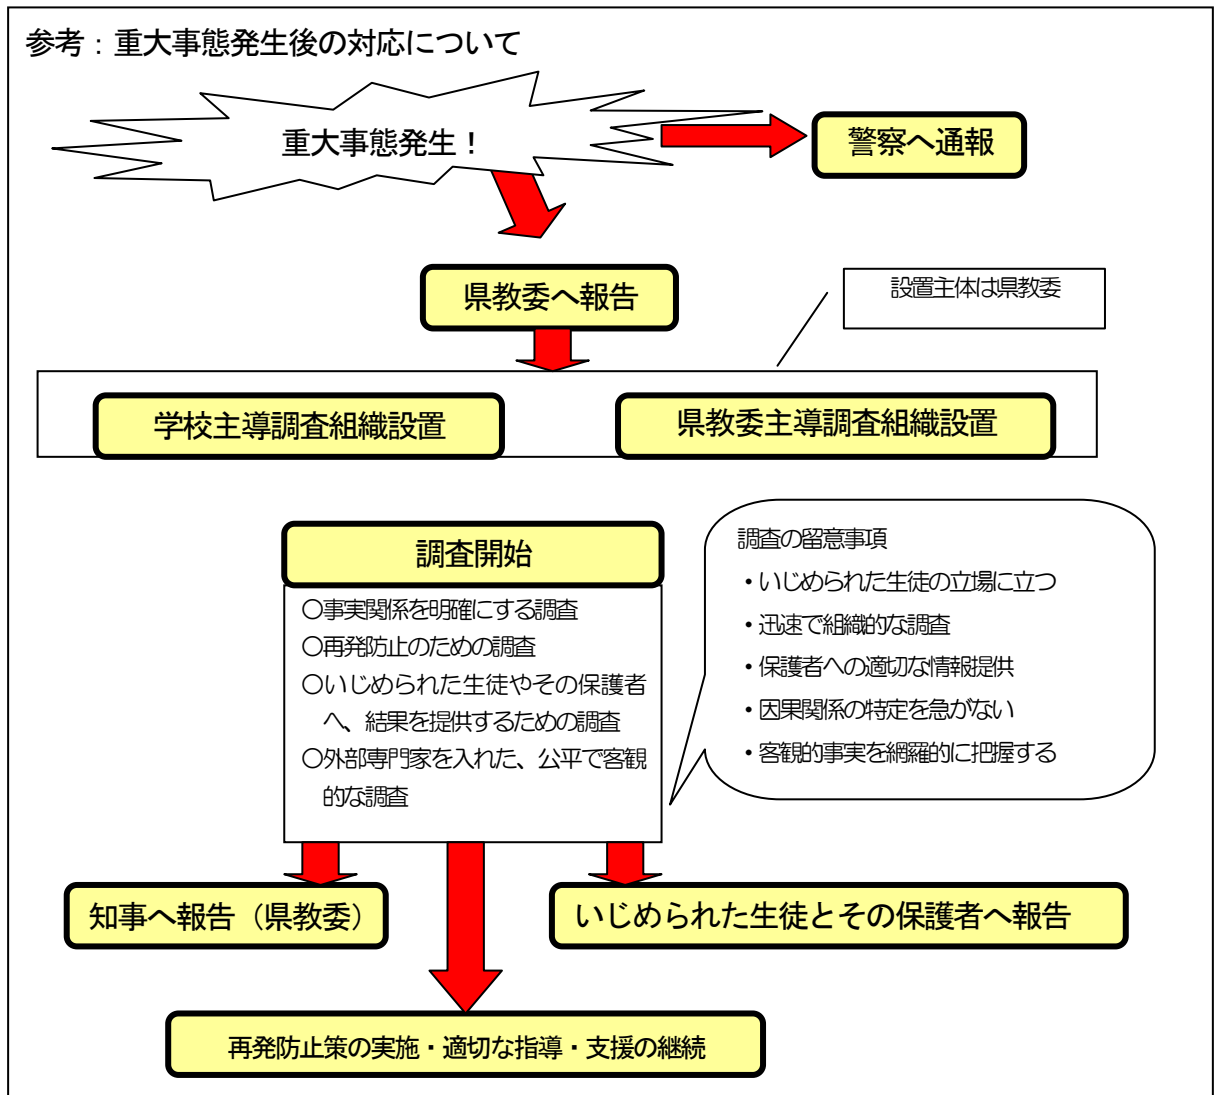 参考：重大事態発生後の対応について
重大事態発生！
警察へ通報
県教委へ報告
設置主体は県教委
学校主導調査組織設置
県教委主導調査組織設置
調査開始
○事実関係を明確にする調査
○再発防止のための調査
○いじめられた生徒やその保護者
へ、結果を提供するための調査
○外部専門家を入れた、公平で客観
的な調査
調査の留意事項
・いじめられた生徒の立場に立つ
・迅速で組織的な調査
・保護者への適切な情報提供
・因果関係の特定を急がない
・客観的事実を網羅的に把握する
知事へ報告（県教委）
いじめられた生徒とその保護者へ報告
再発防止策の実施・適切な指導・支援の継続